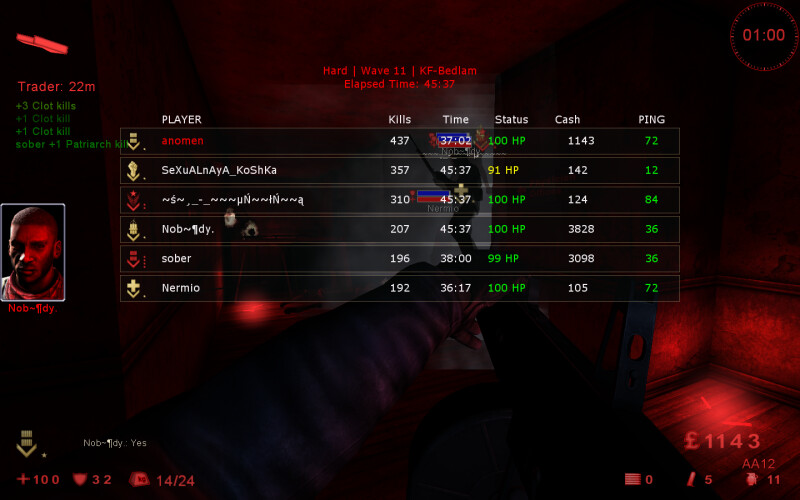 01:00
Hard | Wave 11 | KF-Bedlam
Elapsed Time: 45:37
Trader: 22m
+3 Clot kills
+1 Clot kill
+1 Clot kill
sober +1 Patriarch kill
PLAYER Kills Time Status Cash PING
anomen 437 37:02 100 HP 1143 72
Nob~¶dy.
SeXuALnAyA_KoShKa 357 45:37 91 HP 142 12
~ś~,_-_~~~µŃ~~łŃ~~ą 310 45:37 100 HP 124 84
Nermio
Nob~¶dy. 207 45:37 100 HP 3828 36
sober 196 38:00 99 HP 3098 36
Nermio 192 36:17 100 HP 105 72
Nob~¶dy.
Nob~¶dy.: Yes
£1143
AA12
100 32 14/24 0 5 11